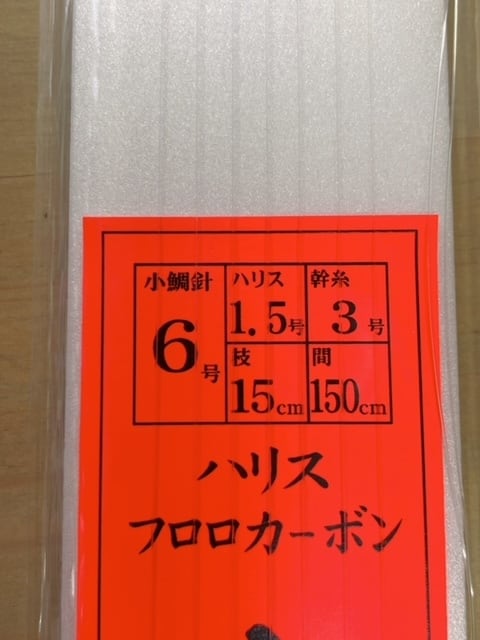 小鯛針
6号
ハリス
1.5号
幹糸
3号
枝
15cm
間
150cm
ハリス
フロロカーボン